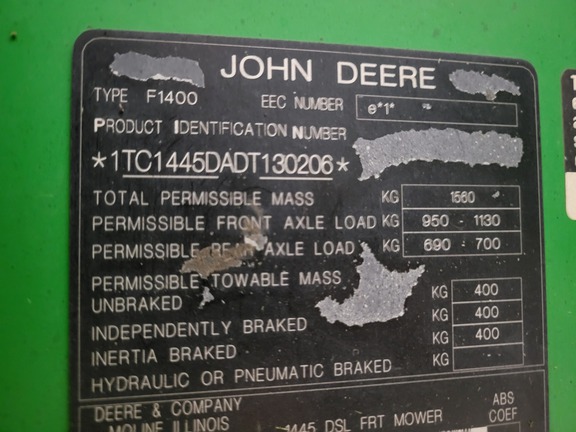 JOHN DEERE
TYPE F1400 EEC NUMBER e*1*
PRODUCT IDENTIFICATION NUMBER
*1TC1445DADT130206*
TOTAL PERMISSIBLE MASS KG 1560
PERMISSIBLE FRONT AXLE LOAD KG 950 - 1130
PERMISSIBLE REAR AXLE LOAD KG 690 - 700
PERMISSIBLE TOWABLE MASS
UNBRAKED KG 400
INDEPENDENTLY BRAKED KG 400
INERTIA BRAKED KG 400
HYDRAULIC OR PNEUMATIC BRAKED KG
DEERE & COMPANY ABS
MOLINE ILLINOIS 1445 DSL FRT MOWER COEF